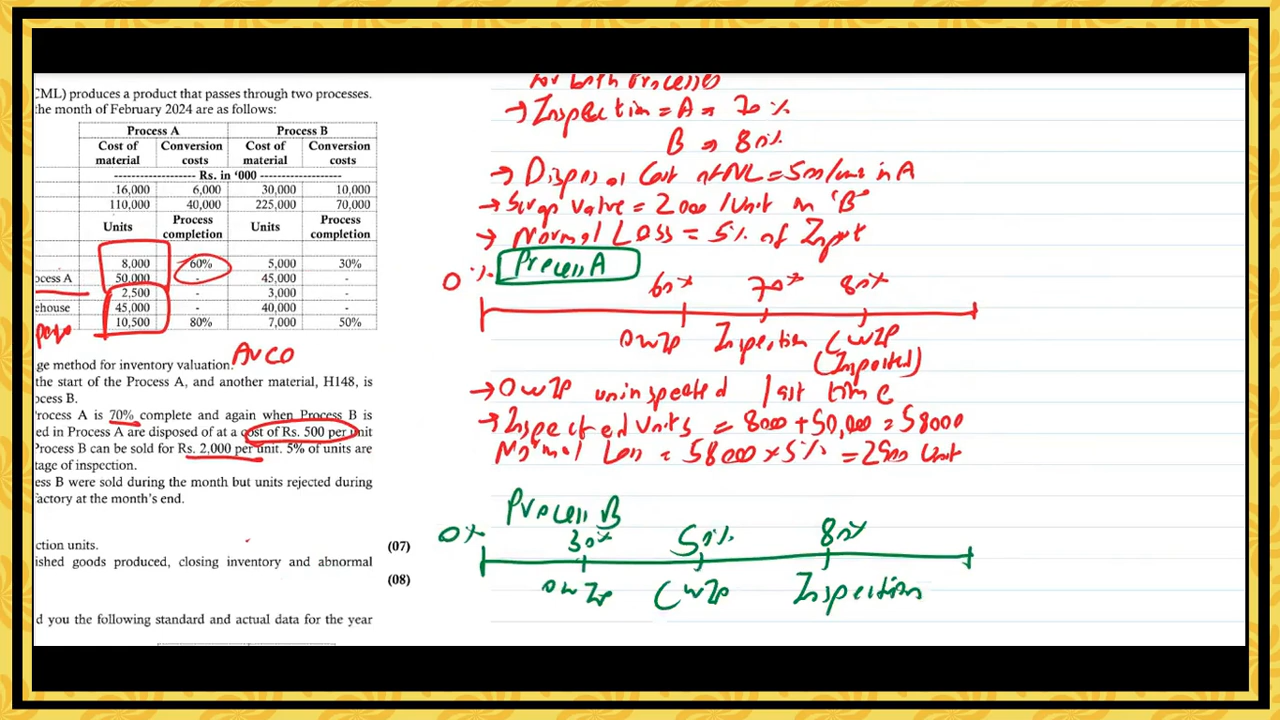 CML) produces a product that passes through two processes.
the month of February 2024 are as follows:
Process A Process B
Cost of material Conversion costs Cost of material Conversion costs
Rs. in '000
16,000 6,000 30,000 10,000
110,000 40,000 225,000 70,000
Units Process completion Units Process completion
8,000 60% 5,000 30%
ocess A 50,000 - 45,000 -
2,500 - 3,000 -
ehouse 45,000 - 40,000 -
10,500 80% 7,000 50%
AVCO
ge method for inventory valuation.
the start of the Process A, and another material, H148, is
ocess B.
rocess A is 70% complete and again when Process B is
ed in Process A are disposed of at a cost of Rs. 500 per unit
Process B can be sold for Rs. 2,000 per unit. 5% of units are
tage of inspection.
ess B were sold during the month but units rejected during
factory at the month's end.
ction units. (07)
ished goods produced, closing inventory and abnormal
(08)
d you the following standard and actual data for the year
for both Processes
→ Inspection = A → 70%
B → 80%
→ Disposal Cost of NL = 500/unit in A
→ Scrap Value = 2000 /Unit in "B"
→ Normal Loss = 5% of Input
Process A
0% 60% 70% 80%
OWIP Inspection CWIP
(Inspected)
→ OWIP uninspected last time
→ Inspected Units = 8000 + 50,000 = 58000
Normal Loss = 58000 x 5% = 2900 Unit
Process B
0% 30% 50% 80%
OWIP CWIP Inspection